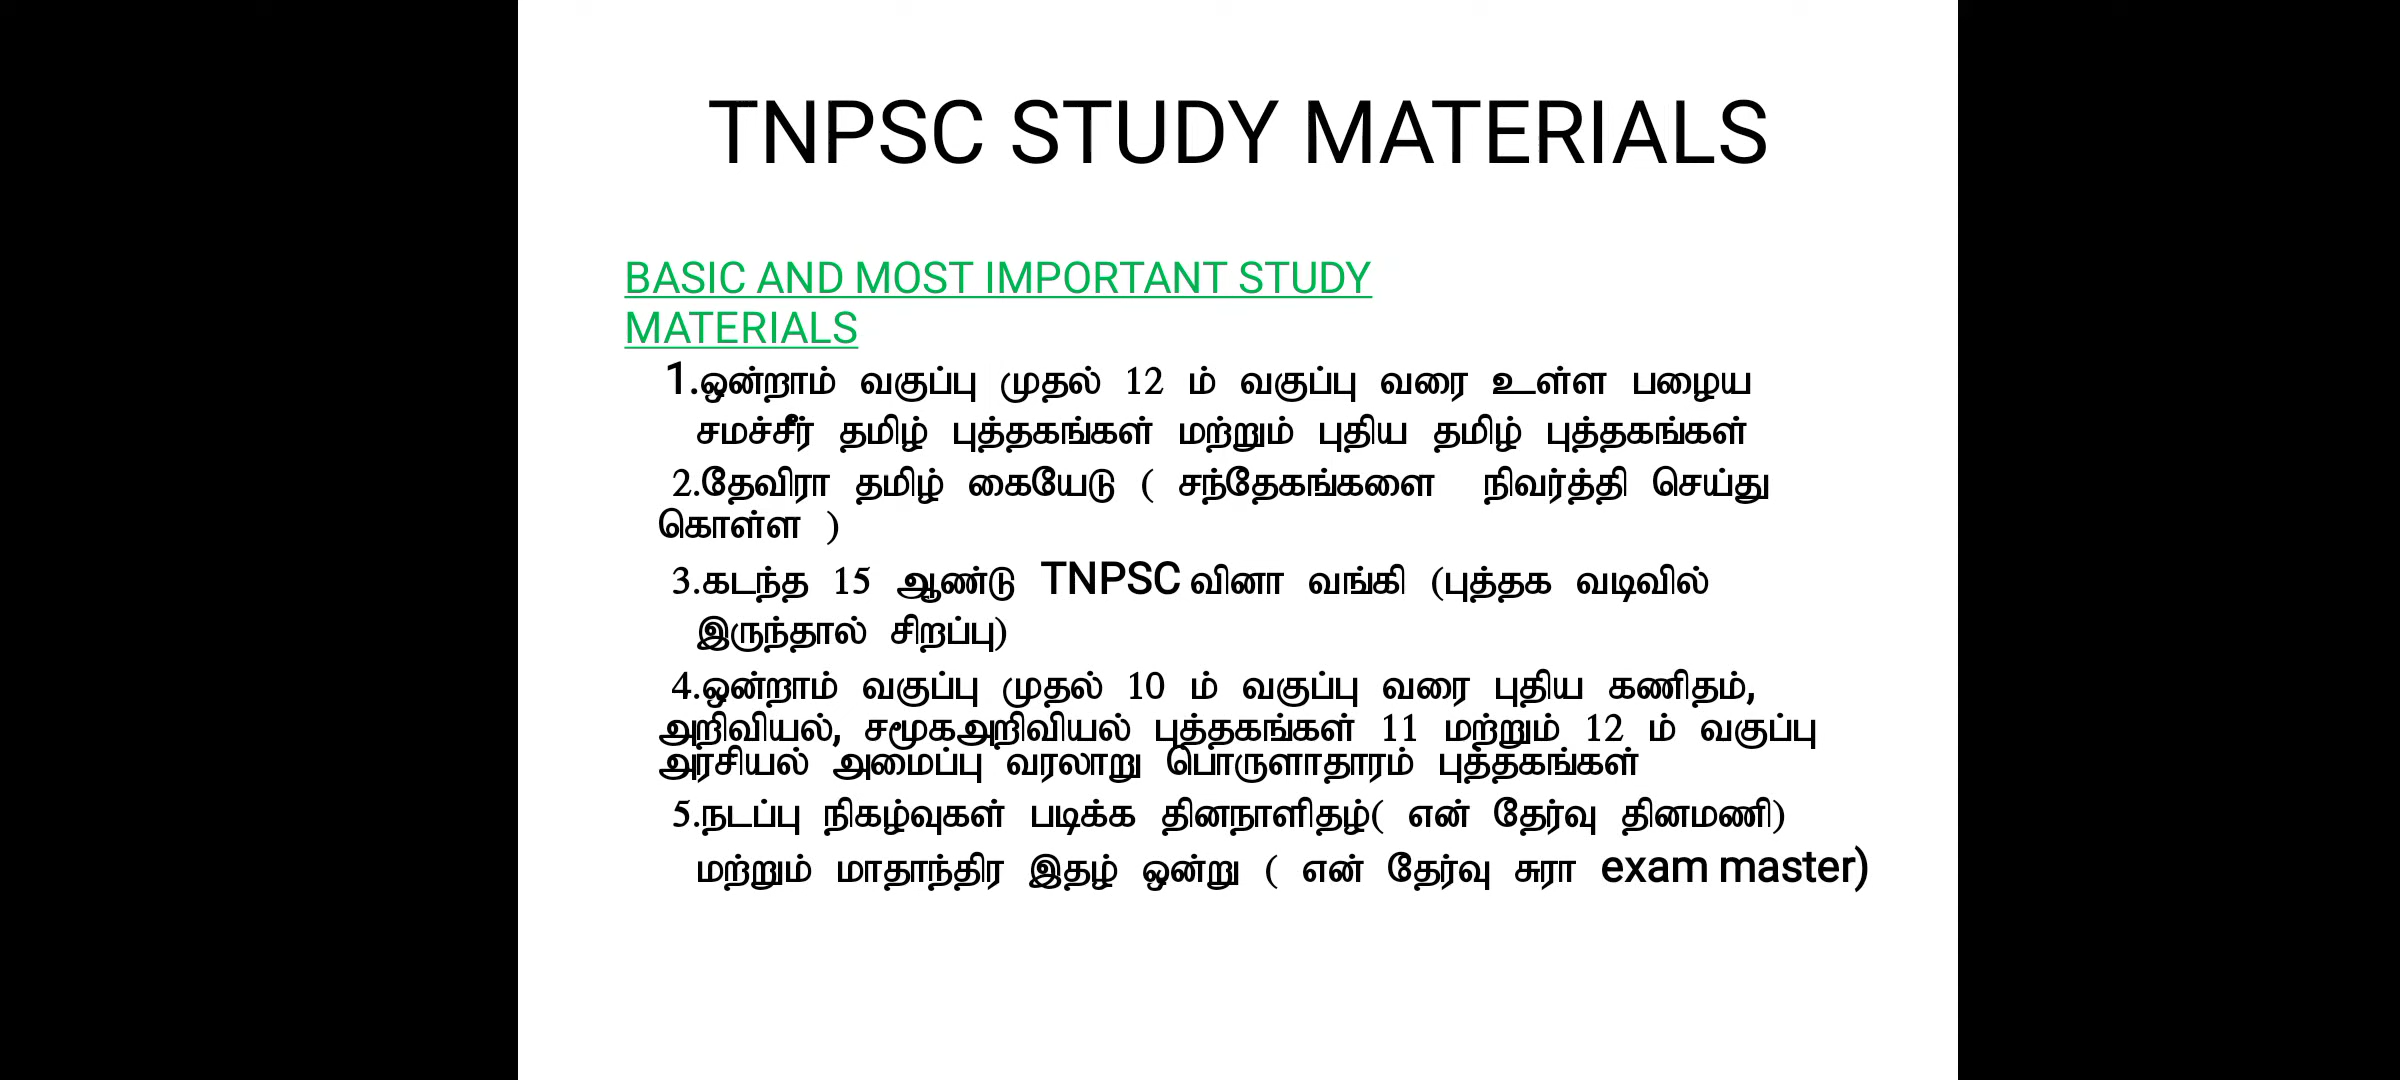 TNPSC STUDY MATERIALS
BASIC AND MOST IMPORTANT STUDY
MATERIALS
1.ஒன்றாம் வகுப்பு முதல் 12 ம் வகுப்பு வரை உள்ள பழைய
சமச்சீர் தமிழ் புத்தகங்கள் மற்றும் புதிய தமிழ் புத்தகங்கள்
2.தேவிரா தமிழ் கையேடு ( சந்தேகங்களை நிவர்த்தி செய்து
கொள்ள )
3.கடந்த 15 ஆண்டு TNPSC வினா வங்கி (புத்தக வடிவில்
இருந்தால் சிறப்பு)
4.ஒன்றாம் வகுப்பு முதல் 10 ம் வகுப்பு வரை புதிய கணிதம்,
அறிவியல், சமூகஅறிவியல் புத்தகங்கள் 11 மற்றும் 12 ம் வகுப்பு
அரசியல் அமைப்பு வரலாறு பொருளாதாரம் புத்தகங்கள்
5.நடப்பு நிகழ்வுகள் படிக்க தினநாளிதழ்( என் தேர்வு தினமணி)
மற்றும் மாதாந்திர இதழ் ஒன்று ( என் தேர்வு சுரா exam master)